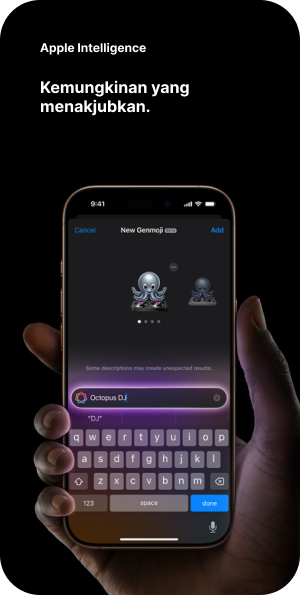 Apple Intelligence
Kemungkinan yang
menakjubkan.
9:41
Cancel New Genmoji BETA Add
Some descriptions may create unexpected results.
Octopus DJ
"DJ"
q w e r t y u i o p
a s d f g h j k l
z x c v b n m
123 space done